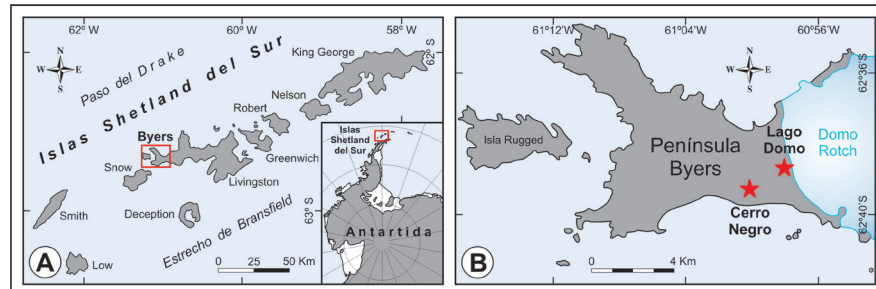 62°W
60°W
58°W
King George
62°S
Paso del Drake
Islas Shetland del Sur
Nelson
Robert
Byers
Islas
Shetland
del Sur
Greenwich
Snow
Livingston
Smith
Deception
63°S
Estrecho de Bransfield
Antartida
Low
A
0 25 50 Km
N
W E
S
61°12'W
61°04'W
60°56'W
N
W E
S
62°36'S
Isla Rugged
Península
Byers
Lago
Domo
Domo
Rotch
Cerro
Negro
62°40'S
B
0 4 Km